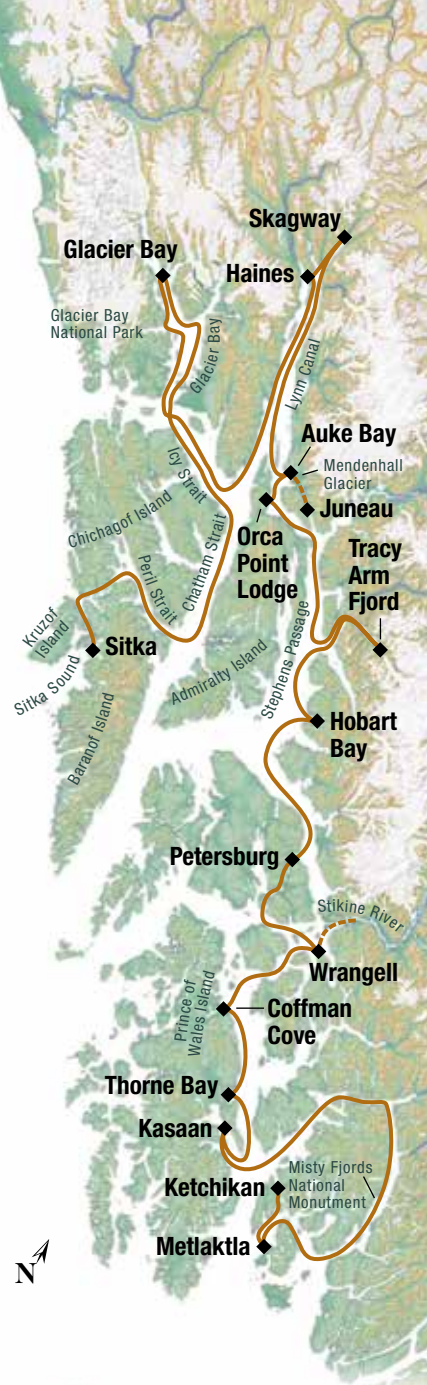 Skagway
Glacier Bay
Haines
Glacier Bay
National Park
Glacier Bay
Lynn Canal
Auke Bay
Mendenhall
Glacier
Icy Strait
Juneau
Chichagof Island
Orca
Point
Lodge
Tracy
Arm
Fjord
Chatham Strait
Peril Strait
Kruzof
Island
Sitka
Stephens Passage
Admiralty Island
Sitka Sound
Baranof Island
Hobart
Bay
Petersburg
Stikine River
Wrangell
Prince of
Wales Island
Coffman
Cove
Thorne Bay
Kasaan
Misty Fjords
National
Monutment
Ketchikan
Metlaktla
N